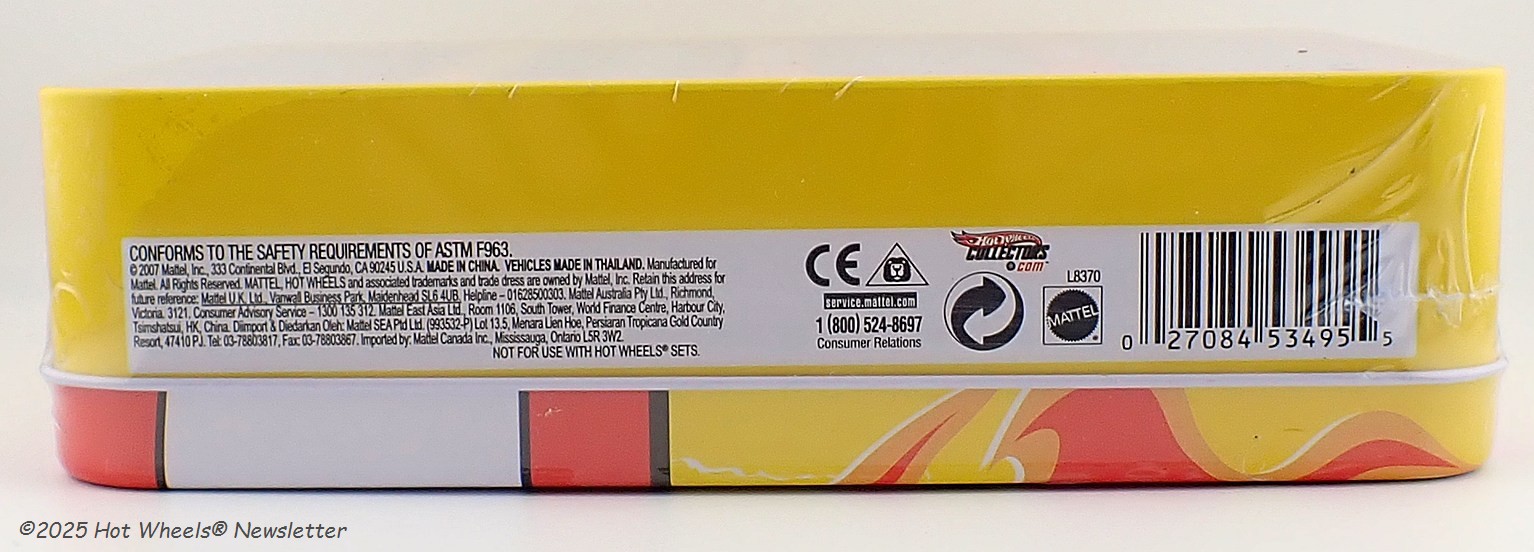 CONFORMS TO THE SAFETY REQUIREMENTS OF ASTM F963.
© 2007 Mattel, Inc., 333 Continental Blvd., El Segundo, CA 90245 U.S.A. MADE IN CHINA. VEHICLES MADE IN THAILAND. Manufactured for
Mattel. All Rights Reserved. MATTEL, HOT WHEELS and associated trademarks and trade dress are owned by Mattel, Inc. Retain this address for
future reference: Mattel U.K. Ltd., Vanwall Business Park, Maidenhead SL6 4UB. Helpline – 01628500303. Mattel Australia Pty Ltd., Richmond,
Victoria. 3121. Consumer Advisory Service – 1300 135 312. Mattel East Asia Ltd., Room 1106, South Tower, World Finance Centre, Harbour City,
Tsimshatsui, HK, China. Diimport & Diedarkan Oleh: Mattel SEA Ptd Ltd. (993532-P) Lot 13.5, Menara Lien Hoe, Persiaran Tropicana Gold Country
Resort, 47410 PJ. Tel: 03-78803817, Fax: 03-78803867. Imported by: Mattel Canada Inc., Mississauga, Ontario L5R 3W2.
NOT FOR USE WITH HOT WHEELS® SETS.
CE
service.mattel.com
1 (800) 524-8697
Consumer Relations
Hot Wheels
COLLECTORS
.COM™
L8370
MATTEL
®
0 27084 53495 5
©2025 Hot Wheels® Newsletter